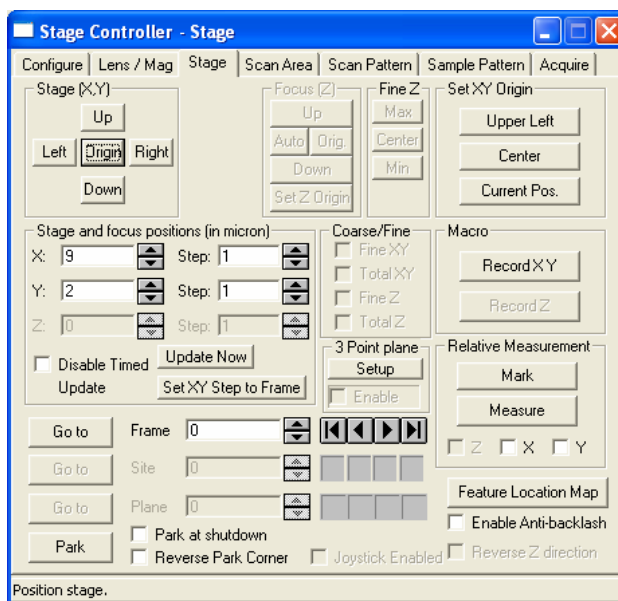 Stage Controller - Stage
Configure Lens / Mag Stage Scan Area Scan Pattern Sample Pattern Acquire
Stage (X,Y) Focus (Z) Fine Z Set XY Origin
Up Up Max Upper Left
Left Origin Right Auto Orig. Center Center
Down Down Min Current Pos.
Set Z Origin
Stage and focus positions (in micron) Coarse/Fine Macro
X: 9 Step: 1 Fine XY Record X Y
Y: 2 Step: 1 Total XY Record Z
Z: 0 Step: 1 Fine Z
Total Z
Disable Timed Update Update Now 3 Point plane Relative Measurement
Set XY Step to Frame Setup Mark
Enable Measure
Go to Frame 0 Z X Y
Go to Site 0
Go to Plane 0 Feature Location Map
Park Park at shutdown Enable Anti-backlash
Reverse Park Corner Joystick Enabled Reverse Z direction
Position stage.